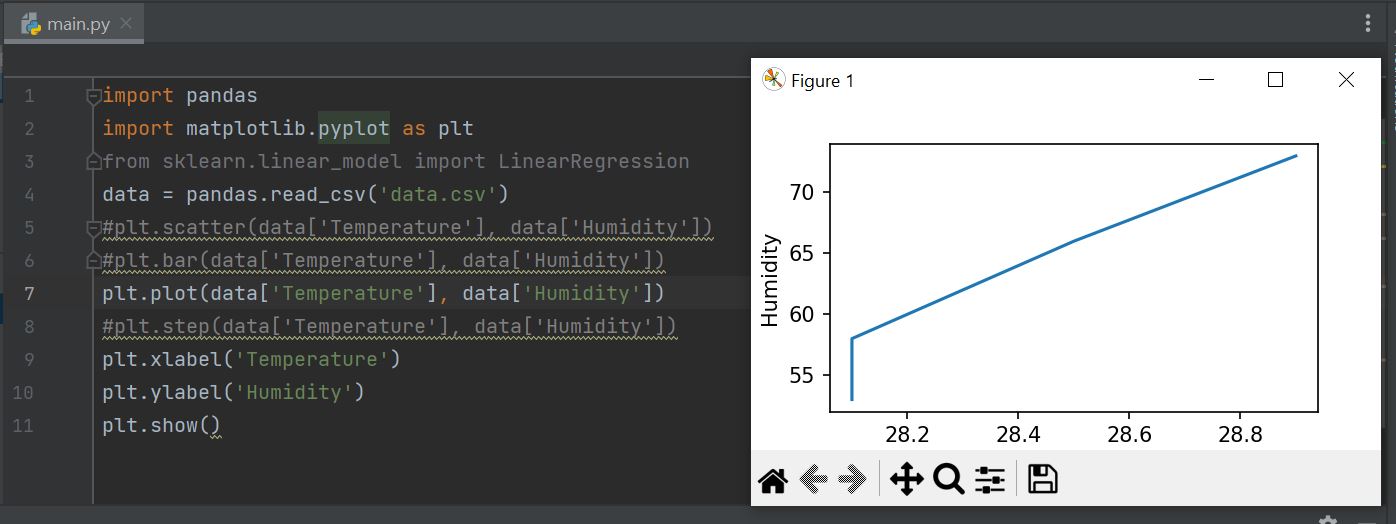 main.py
1 import pandas
2 import matplotlib.pyplot as plt
3 from sklearn.linear_model import LinearRegression
4 data = pandas.read_csv('data.csv')
5 #plt.scatter(data['Temperature'], data['Humidity'])
6 #plt.bar(data['Temperature'], data['Humidity'])
7 plt.plot(data['Temperature'], data['Humidity'])
8 #plt.step(data['Temperature'], data['Humidity'])
9 plt.xlabel('Temperature')
10 plt.ylabel('Humidity')
11 plt.show()
Figure 1
Humidity
70
65
60
55
28.2 28.4 28.6 28.8